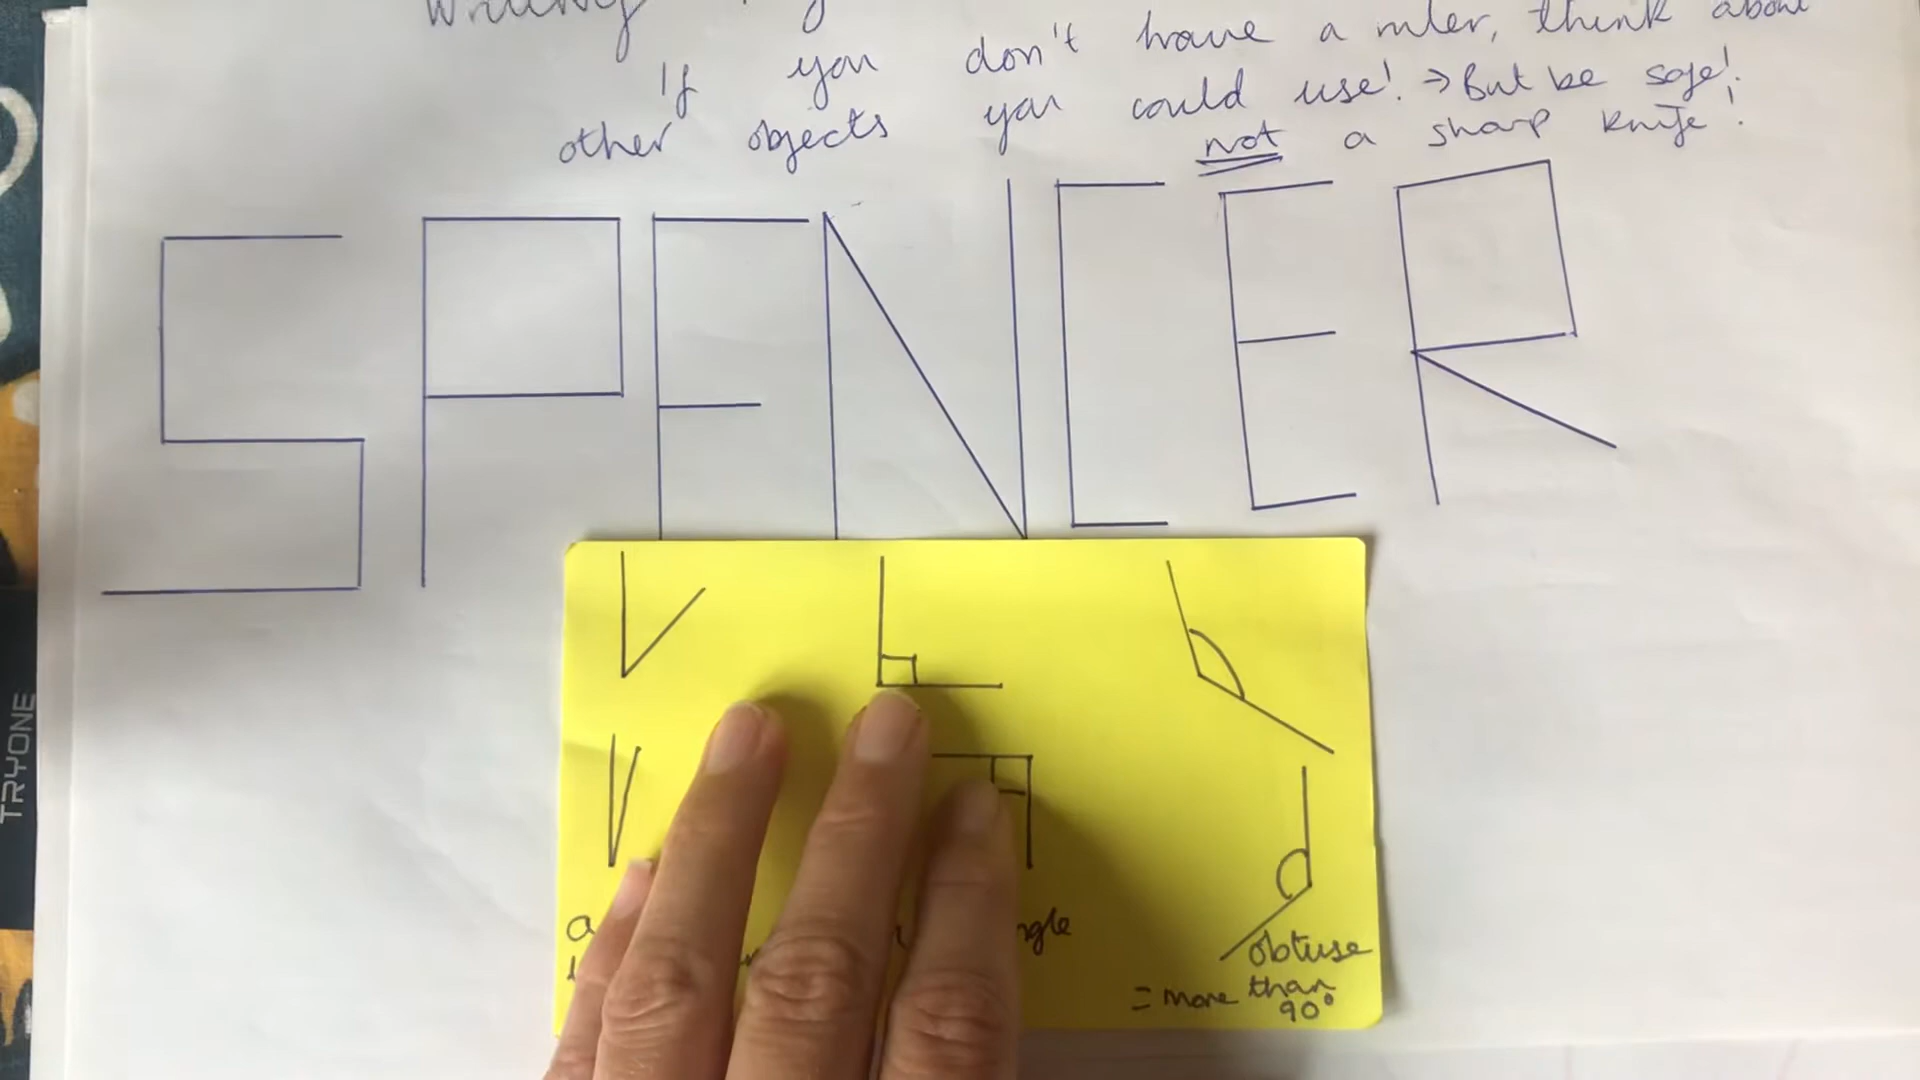 If you don't have a ruler, think about
other objects you could use! → But be safe!
not a sharp knife!
SPENCER
obtuse
= more than
90°
TRYONE